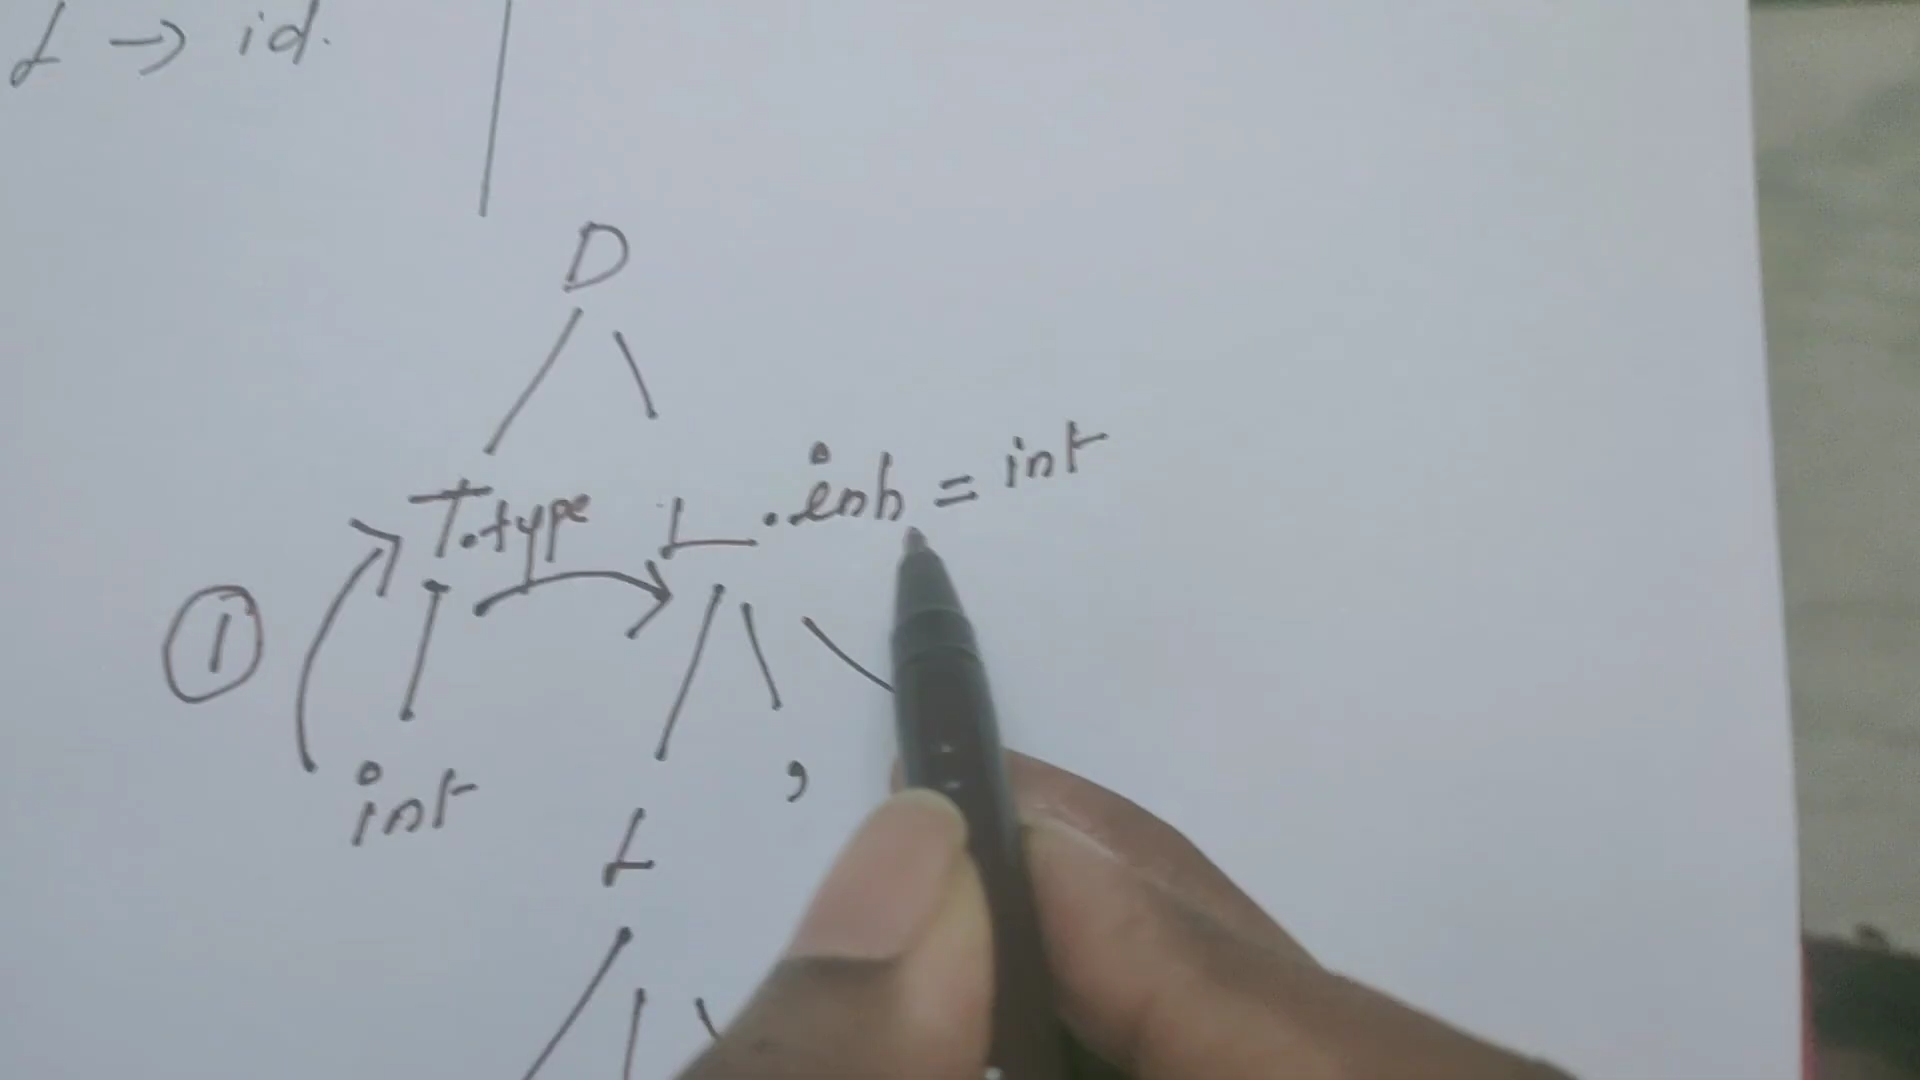 L → id.
D
T.type L.inh = int
①
int
,
L